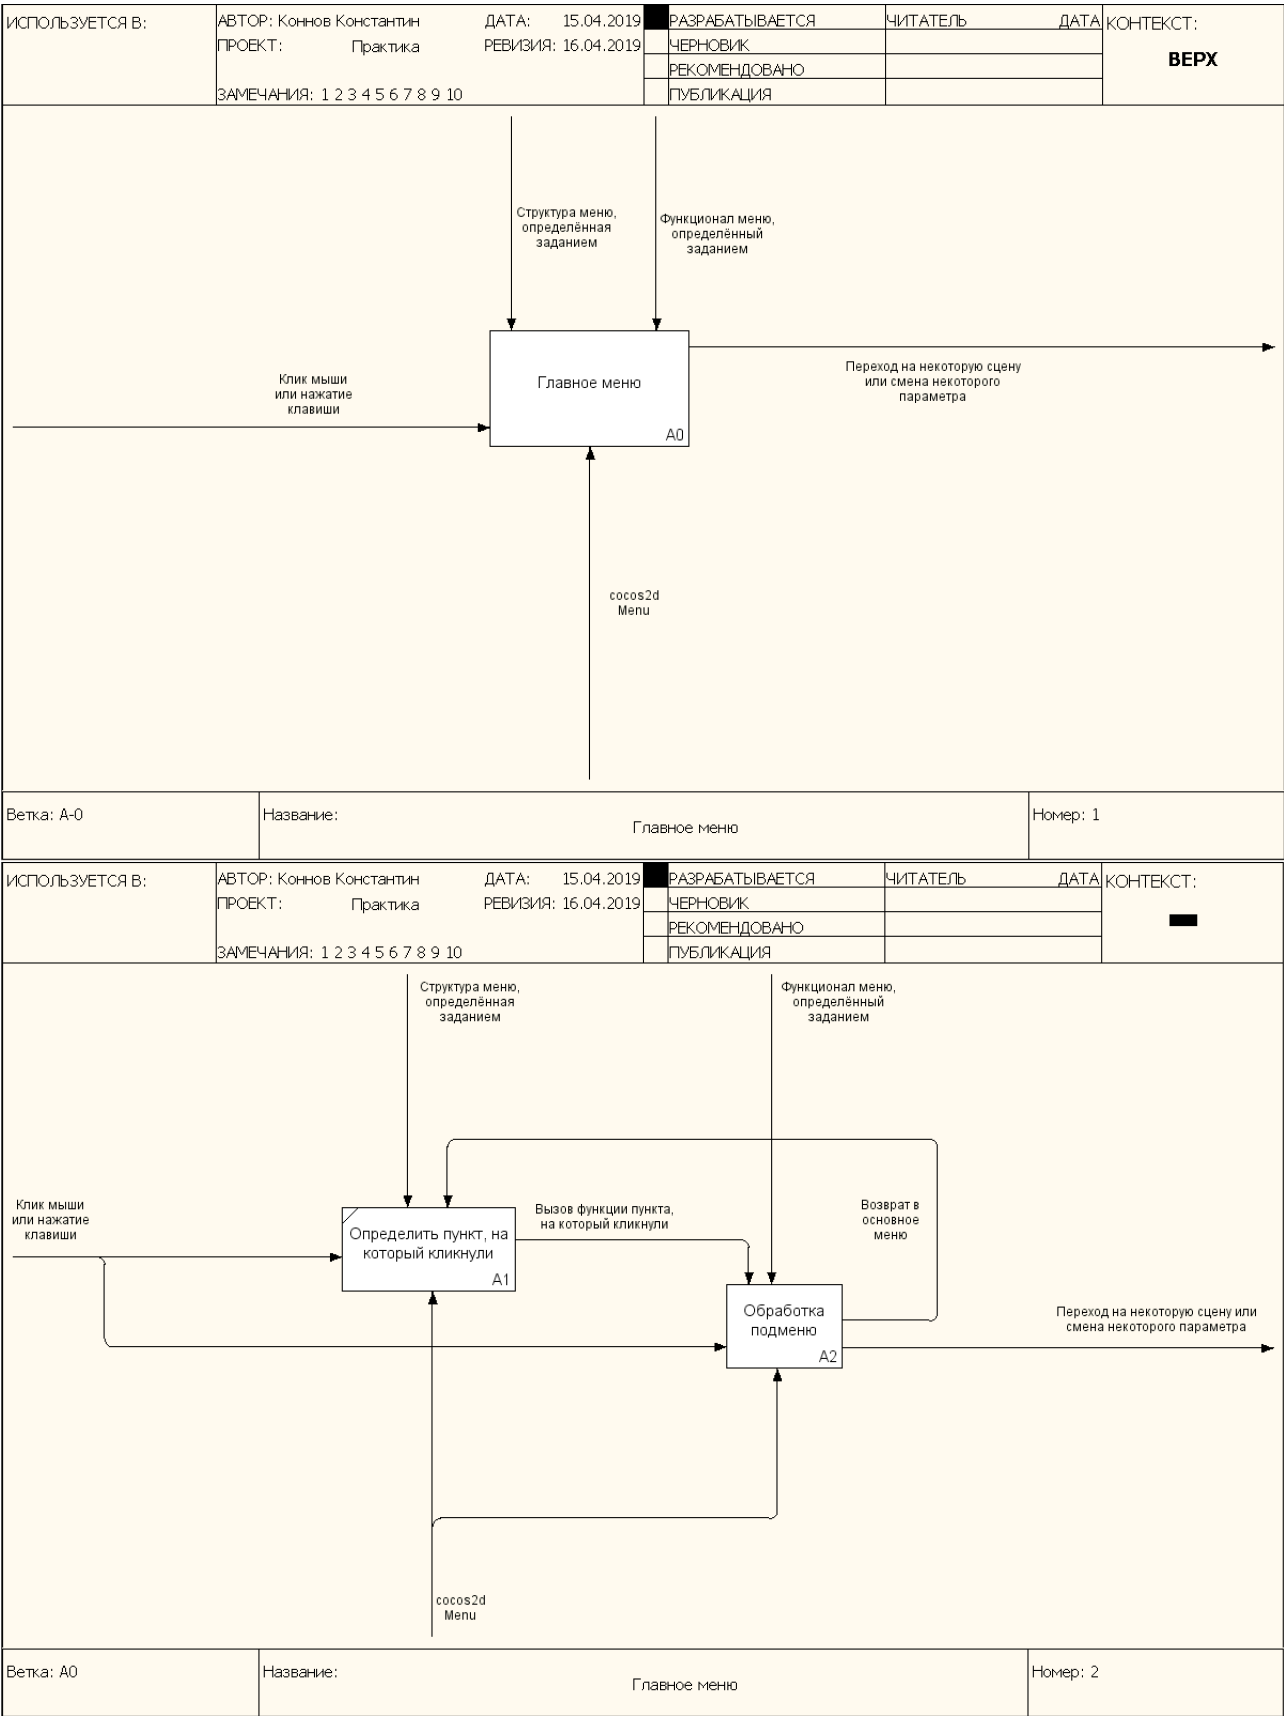 ИСПОЛЬЗУЕТСЯ В:
АВТОР: Коннов Константин
ДАТА: 15.04.2019
ПРОЕКТ: Практика
РЕВИЗИЯ: 16.04.2019
ЗАМЕЧАНИЯ: 1 2 3 4 5 6 7 8 9 10
РАЗРАБАТЫВАЕТСЯ
ЧЕРНОВИК
РЕКОМЕНДОВАНО
ПУБЛИКАЦИЯ
ЧИТАТЕЛЬ
ДАТА
КОНТЕКСТ:
ВЕРХ
Структура меню,
определённая
заданием
Функционал меню,
определённый
заданием
Клик мыши
или нажатие
клавиши
Главное меню
A0
Переход на некоторую сцену
или смена некоторого
параметра
cocos2d
Menu
Ветка: A-0
Название:
Главное меню
Номер: 1
ИСПОЛЬЗУЕТСЯ В:
АВТОР: Коннов Константин
ДАТА: 15.04.2019
ПРОЕКТ: Практика
РЕВИЗИЯ: 16.04.2019
ЗАМЕЧАНИЯ: 1 2 3 4 5 6 7 8 9 10
РАЗРАБАТЫВАЕТСЯ
ЧЕРНОВИК
РЕКОМЕНДОВАНО
ПУБЛИКАЦИЯ
ЧИТАТЕЛЬ
ДАТА
КОНТЕКСТ:
Структура меню,
определённая
заданием
Функционал меню,
определённый
заданием
Клик мыши
или нажатие
клавиши
Определить пункт, на
который кликнули
A1
Вызов функции пункта,
на который кликнули
Возврат в
основное
меню
Обработка
подменю
A2
Переход на некоторую сцену или
смена некоторого параметра
cocos2d
Menu
Ветка: A0
Название:
Главное меню
Номер: 2